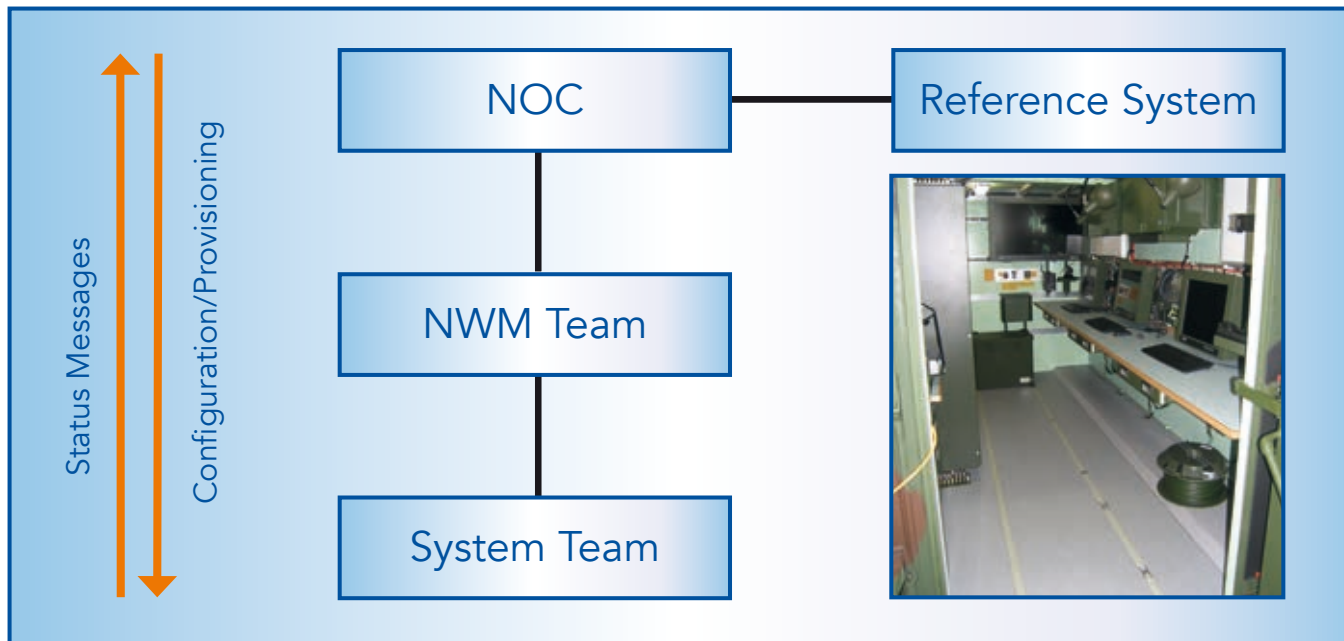 Status Messages
Configuration/Provisioning
NOC
Reference System
NWM Team
System Team